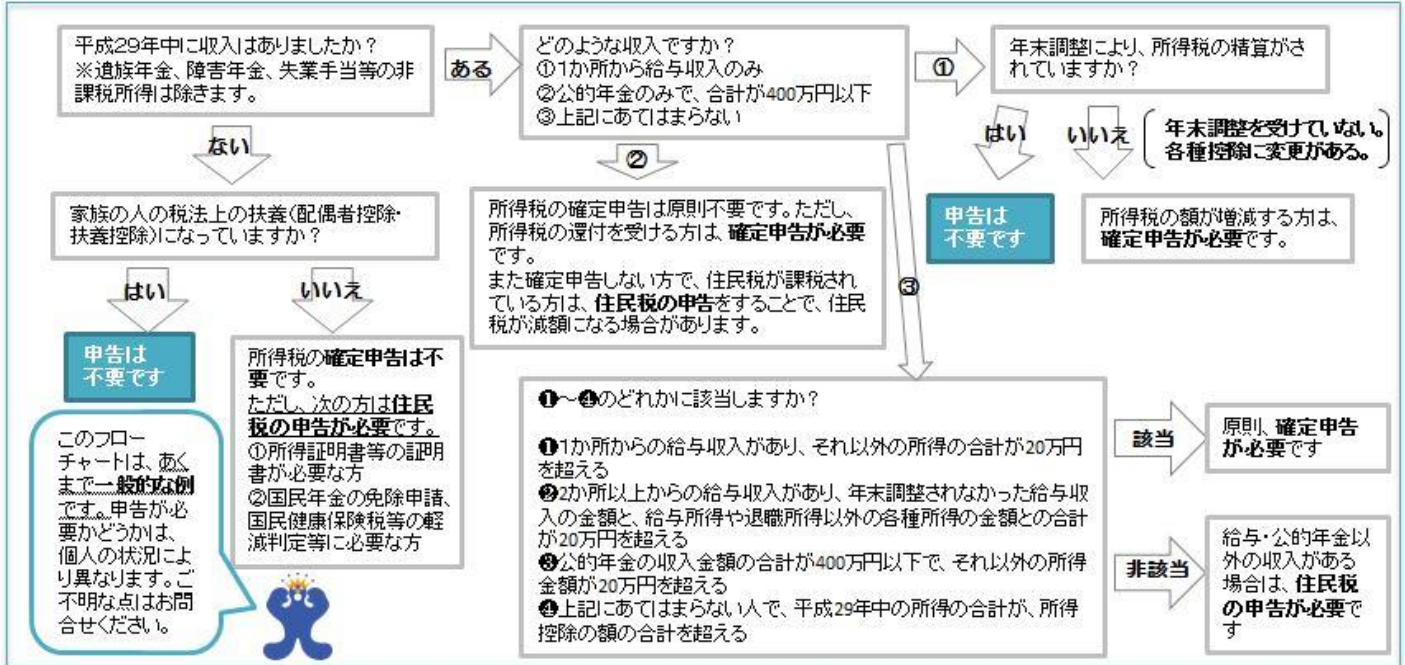 平成29年中に収入はありましたか？
※遺族年金、障害年金、失業手当等の非
課税所得は除きます。
ある
どのような収入ですか？
①1か所から給与収入のみ
②公的年金のみで、合計が400万円以下
③上記にあてはまらない
①
年末調整により、所得税の精算がさ
れていますか？
ない
②
はい
いいえ
年末調整を受けていない。
各種控除に変更がある。
家族の人の税法上の扶養(配偶者控除・
扶養控除)になっていますか？
所得税の確定申告は原則不要です。ただし、
所得税の還付を受ける方は、確定申告が必要
です。
また確定申告しない方で、住民税が課税され
ている方は、住民税の申告をすることで、住民
税が減額になる場合があります。
③
申告は
不要です
所得税の額が増減する方は、
確定申告が必要です。
はい
いいえ
申告は
不要です
所得税の確定申告は不
要です。
ただし、次の方は住民
税の申告が必要です。
①所得証明書等の証明
書が必要な方
②国民年金の免除申請、
国民健康保険税等の軽
減判定等に必要な方
このフロー
チャートは、あく
まで一般的な例
です。申告が必
要かどうかは、
個人の状況によ
り異なります。ご
不明な点はお問
合せください。
❶～❹のどれかに該当しますか？
❶1か所からの給与収入があり、それ以外の所得の合計が20万円
を超える
❷2か所以上からの給与収入があり、年末調整されなかった給与収
入の金額と、給与所得や退職所得以外の各種所得の金額との合計
が20万円を超える
❸公的年金の収入金額の合計が400万円以下で、それ以外の所得
金額が20万円を超える
❹上記にあてはまらない人で、平成29年中の所得の合計が、所得
控除の額の合計を超える
該当
原則、確定申告
が必要です
非該当
給与・公的年金以
外の収入がある
場合は、住民税
の申告が必要で
す